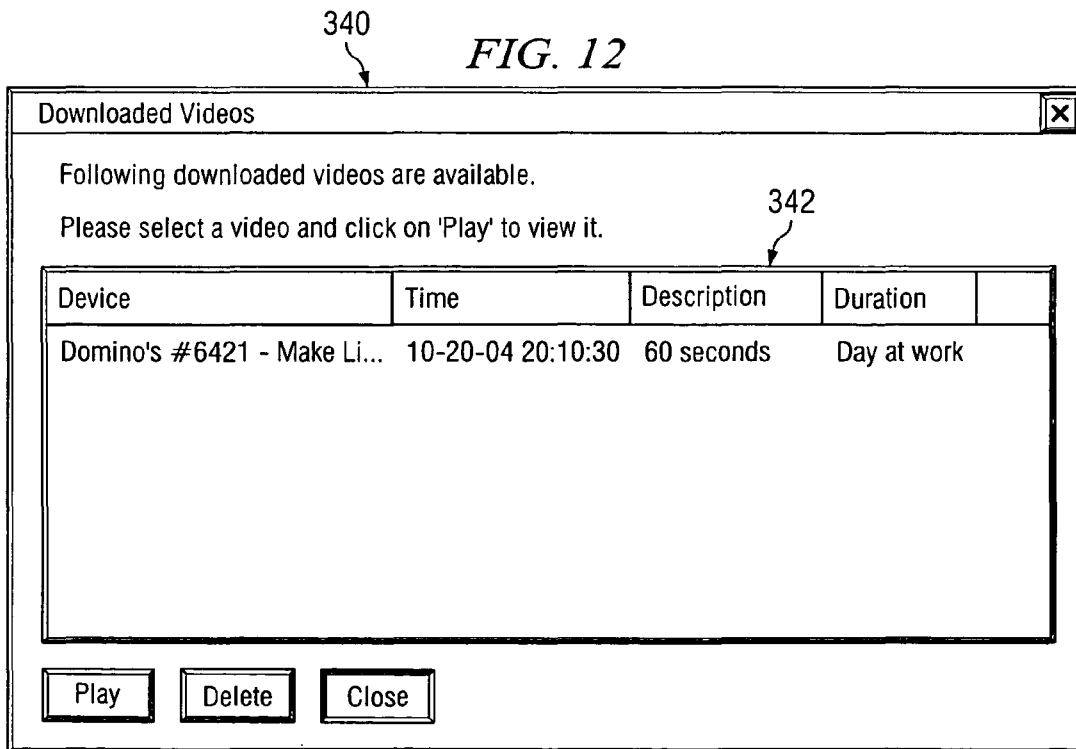 340
FIG. 12
Downloaded Videos
Following downloaded videos are available.
Please select a video and click on 'Play' to view it.
342
Device Time Description Duration
Domino's #6421 - Make Li... 10-20-04 20:10:30 60 seconds Day at work
Play Delete Close